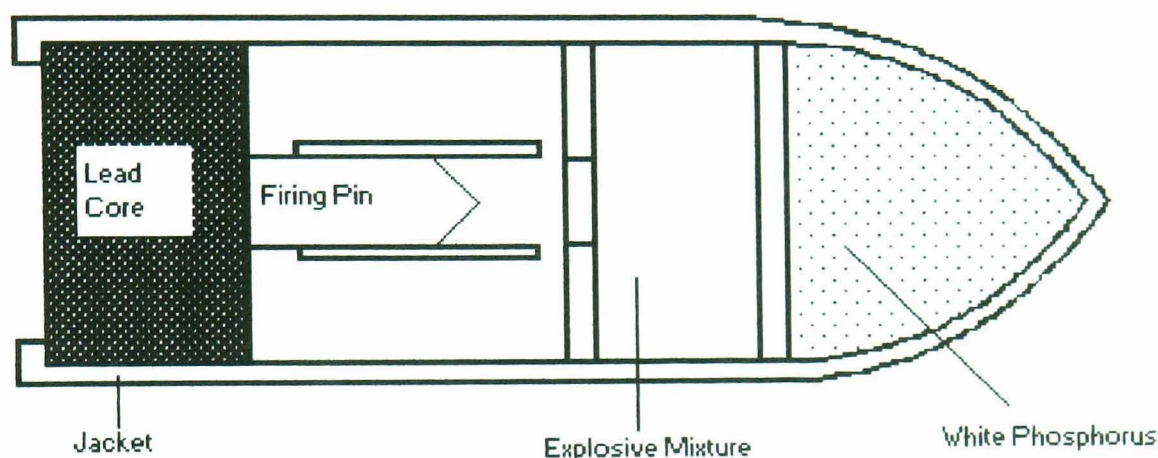 Lead
Core
Firing Pin
Jacket
Explosive Mixture
White Phosphorus